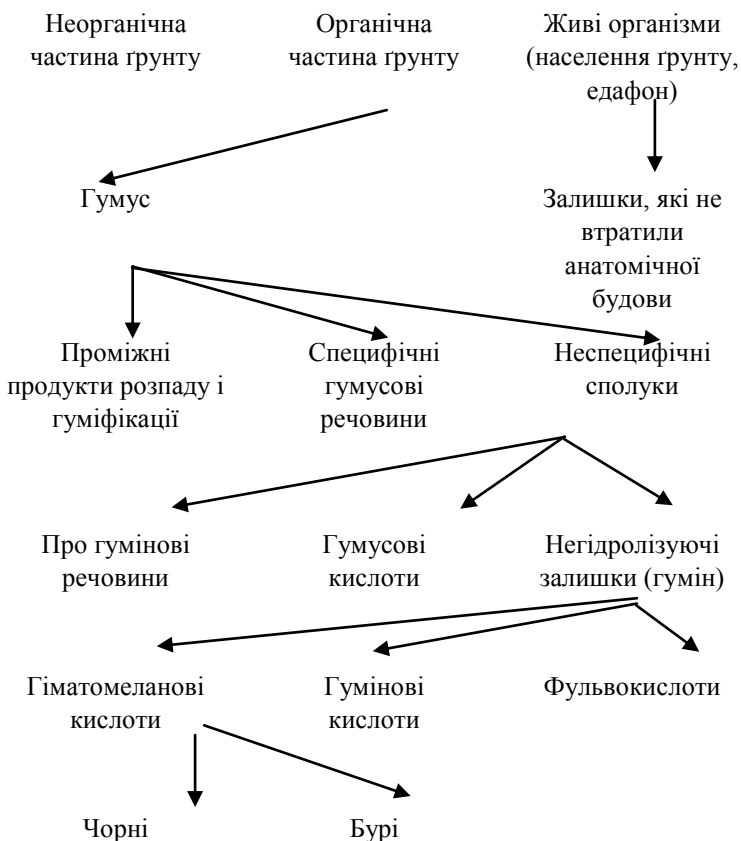 Неорганічна
частина ґрунту
Органічна
частина ґрунту
Живі організми
(населення ґрунту,
едафон)
Гумус
Залишки, які не
втратили
анатомічної
будови
Проміжні
продукти розпаду і
гуміфікації
Специфічні
гумусові
речовини
Неспецифічні
сполуки
Про гумінові
речовини
Гумусові
кислоти
Негідролізуючі
залишки (гумін)
Гіматомеланові
кислоти
Гумінові
кислоти
Фульвокислоти
Чорні
Бурі